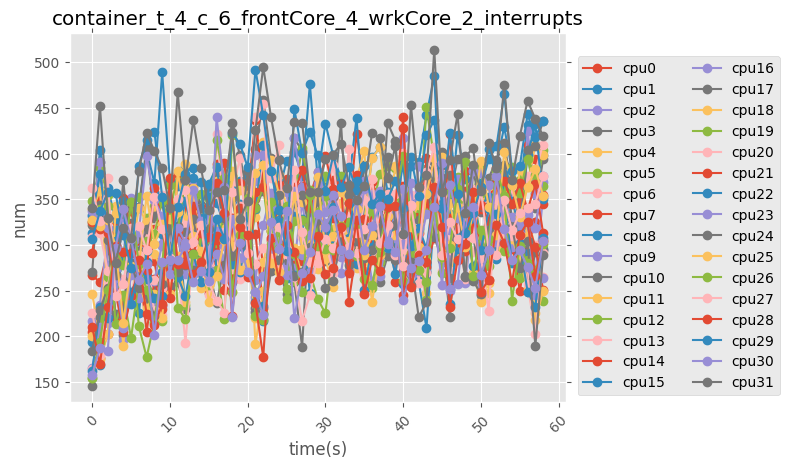 container_t_4_c_6_frontCore_4_wrkCore_2_interrupts
500
450
400
350
300
250
200
150
num
0 10 20 30 40 50 60
time(s)
cpu0 cpu16
cpu1 cpu17
cpu2 cpu18
cpu3 cpu19
cpu4 cpu20
cpu5 cpu21
cpu6 cpu22
cpu7 cpu23
cpu8 cpu24
cpu9 cpu25
cpu10 cpu26
cpu11 cpu27
cpu12 cpu28
cpu13 cpu29
cpu14 cpu30
cpu15 cpu31